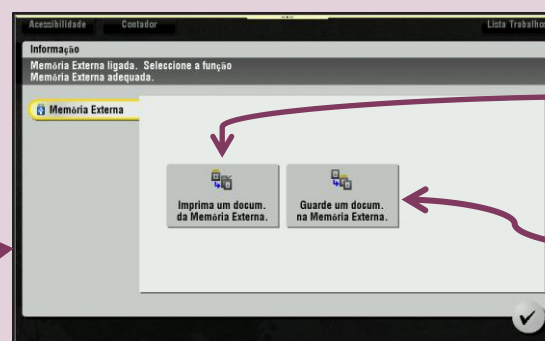 Acessibilidade Contador Lista Trabalhos
Informação
Memória Externa ligada. Seleccione a função
Memória Externa adequada.
Memória Externa
Imprima um docum. da Memória Externa.
Guarde um docum. na Memória Externa.